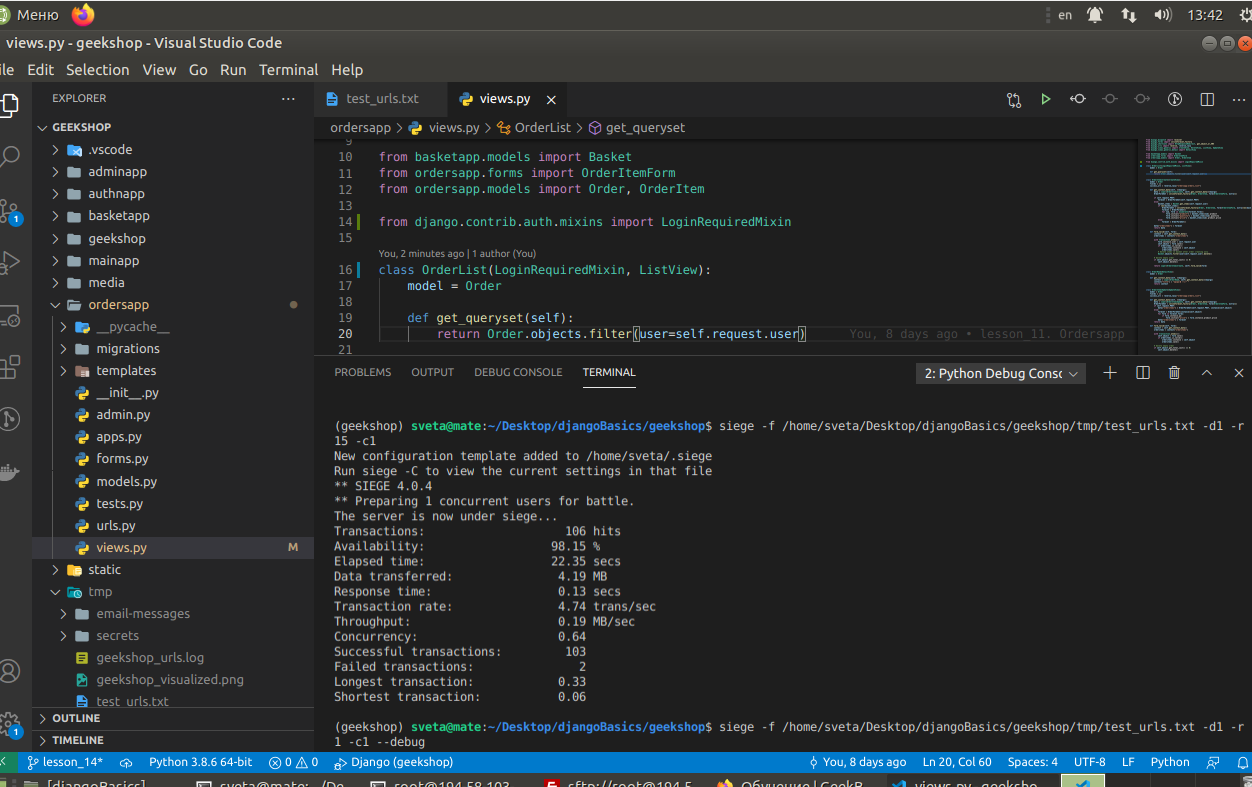 Меню
en
13:42
views.py - geekshop - Visual Studio Code
ile Edit Selection View Go Run Terminal Help
EXPLORER
GEEKSHOP
.vscode
adminapp
authnapp
basketapp
geekshop
mainapp
media
ordersapp
__pycache__
migrations
templates
__init__.py
admin.py
apps.py
forms.py
models.py
tests.py
urls.py
views.py M
static
tmp
email-messages
secrets
geekshop_urls.log
geekshop_visualized.png
test_urls.txt
OUTLINE
TIMELINE
1
1
test_urls.txt
views.py
ordersapp > views.py > OrderList > get_queryset
9
10 from basketapp.models import Basket
11 from ordersapp.forms import OrderItemForm
12 from ordersapp.models import Order, OrderItem
13
14 from django.contrib.auth.mixins import LoginRequiredMixin
15
You, 2 minutes ago | 1 author (You)
16 class OrderList(LoginRequiredMixin, ListView):
17 model = Order
18
19 def get_queryset(self):
20 return Order.objects.filter(user=self.request.user) You, 8 days ago • lesson 11. Ordersapp
21
PROBLEMS OUTPUT DEBUG CONSOLE TERMINAL
2: Python Debug Consc
(geekshop) sveta@mate:~/Desktop/djangoBasics/geekshop$ siege -f /home/sveta/Desktop/djangoBasics/geekshop/tmp/test_urls.txt -d1 -r
15 -c1
New configuration template added to /home/sveta/.siege
Run siege -C to view the current settings in that file
** SIEGE 4.0.4
** Preparing 1 concurrent users for battle.
The server is now under siege...
Transactions: 106 hits
Availability: 98.15 %
Elapsed time: 22.35 secs
Data transferred: 4.19 MB
Response time: 0.13 secs
Transaction rate: 4.74 trans/sec
Throughput: 0.19 MB/sec
Concurrency: 0.64
Successful transactions: 103
Failed transactions: 2
Longest transaction: 0.33
Shortest transaction: 0.06
(geekshop) sveta@mate:~/Desktop/djangoBasics/geekshop$ siege -f /home/sveta/Desktop/djangoBasics/geekshop/tmp/test_urls.txt -d1 -r
1 -c1 --debug
lesson_14* Python 3.8.6 64-bit 0 0 Django (geekshop) You, 8 days ago Ln 20, Col 60 Spaces: 4 UTF-8 LF Python
[djangoBasics] sveta@mate: ~/De... root@194.58.103... sftp://root@194.5... Обучение | GeekB... views.py - geeksho...